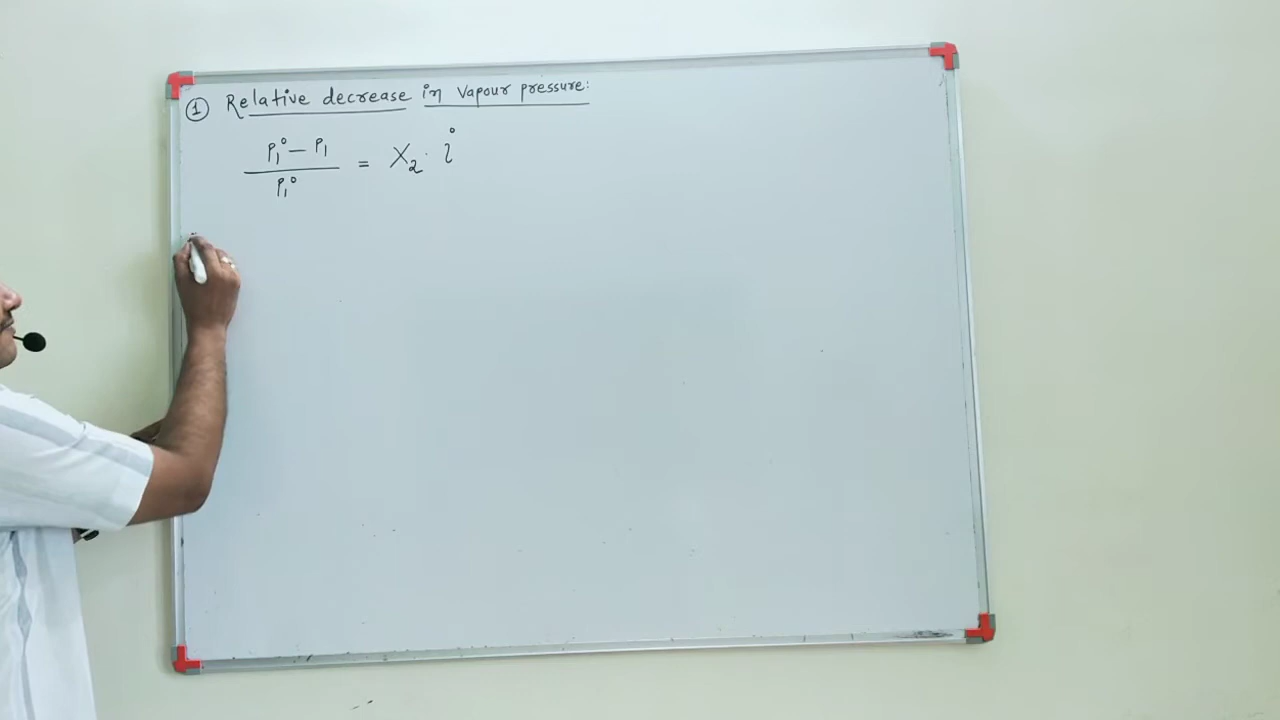 ① Relative decrease in vapour pressure:
P₁° − P₁
/ P₁° = X₂ · i